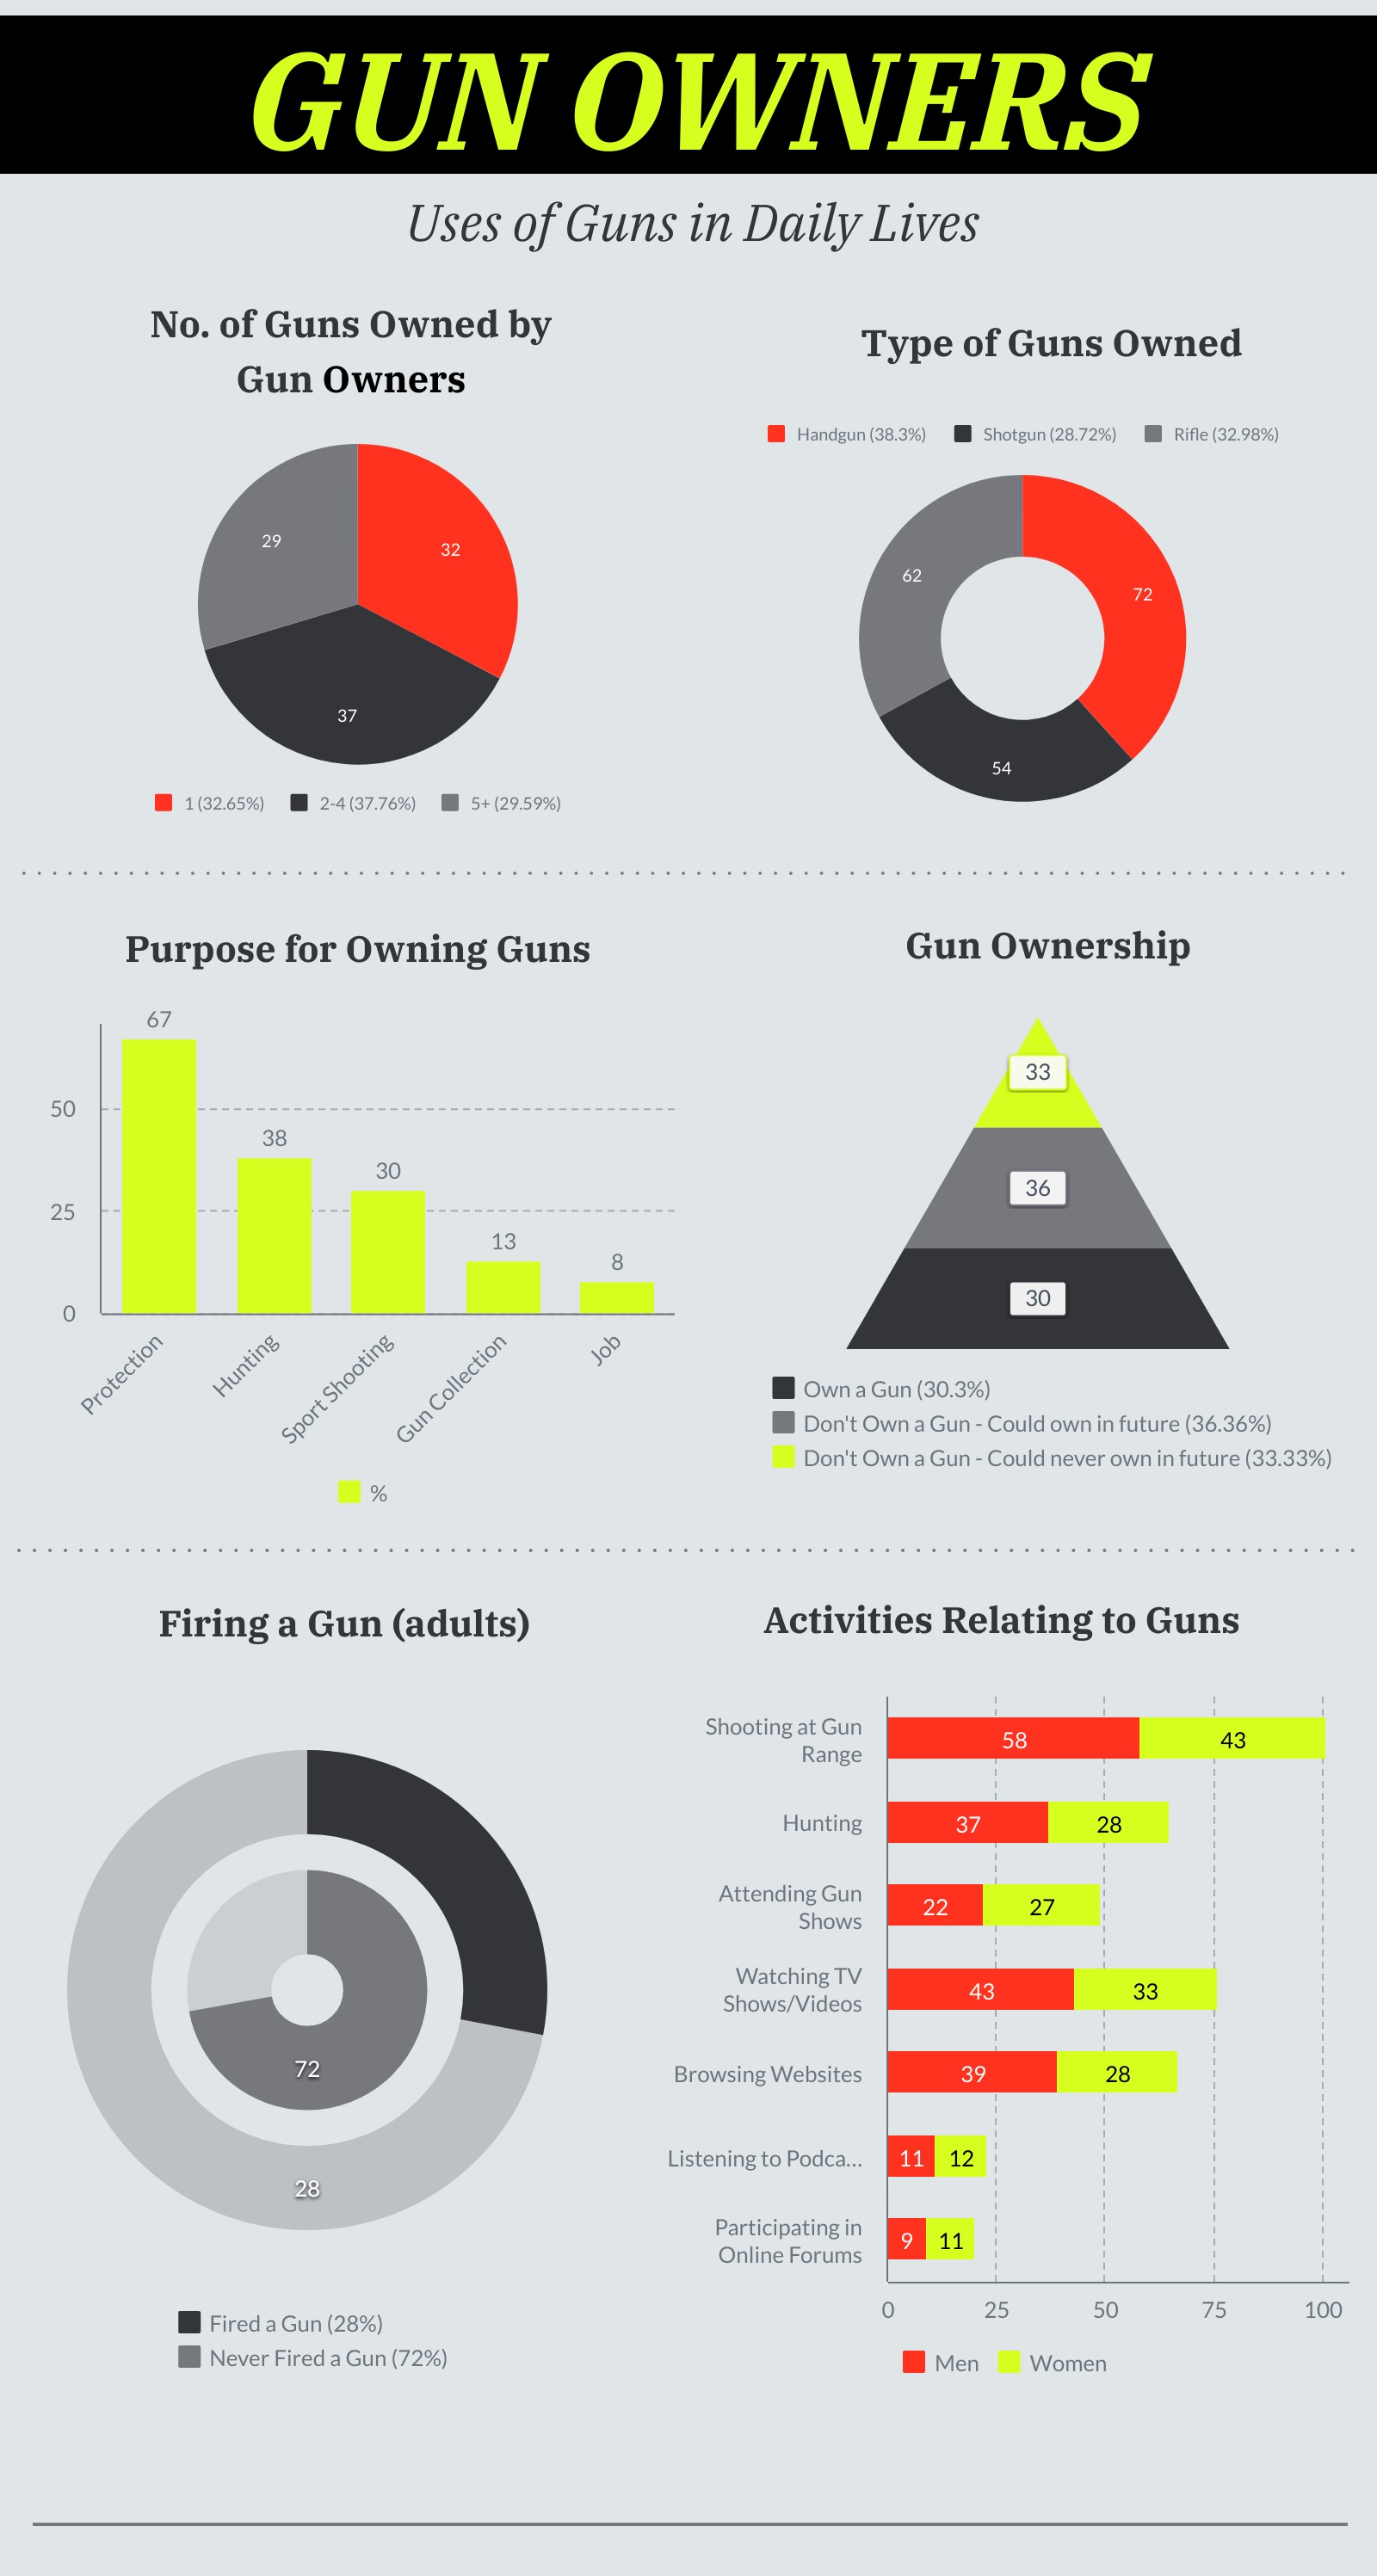 GUN OWNERS
Uses of Guns in Daily Lives
No. of Guns Owned by
Gun Owners
29
32
37
1 (32.65%)
2-4 (37.76%)
5+ (29.59%)
Type of Guns Owned
Handgun (38.3%)
Shotgun (28.72%)
Rifle (32.98%)
62
72
54
Purpose for Owning Guns
67
50
38
30
25
13
8
0
Protection
Hunting
Sport Shooting
Gun Collection
Job
%
Gun Ownership
33
36
30
Own a Gun (30.3%)
Don't Own a Gun - Could own in future (36.36%)
Don't Own a Gun - Could never own in future (33.33%)
Firing a Gun (adults)
72
28
Fired a Gun (28%)
Never Fired a Gun (72%)
Activities Relating to Guns
Shooting at Gun
Range
58
43
Hunting
37
28
Attending Gun
Shows
22
27
Watching TV
Shows/Videos
43
33
Browsing Websites
39
28
Listening to Podca...
11
12
Participating in
Online Forums
9
11
0
25
50
75
100
Men
Women